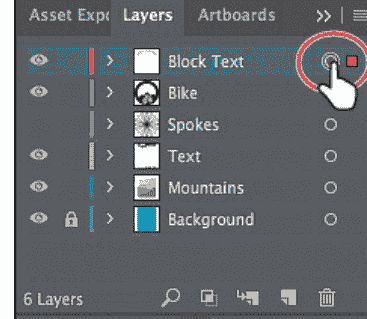 Asset Expo Layers Artboards
Block Text
Bike
Spokes
Text
Mountains
Background
6 Layers